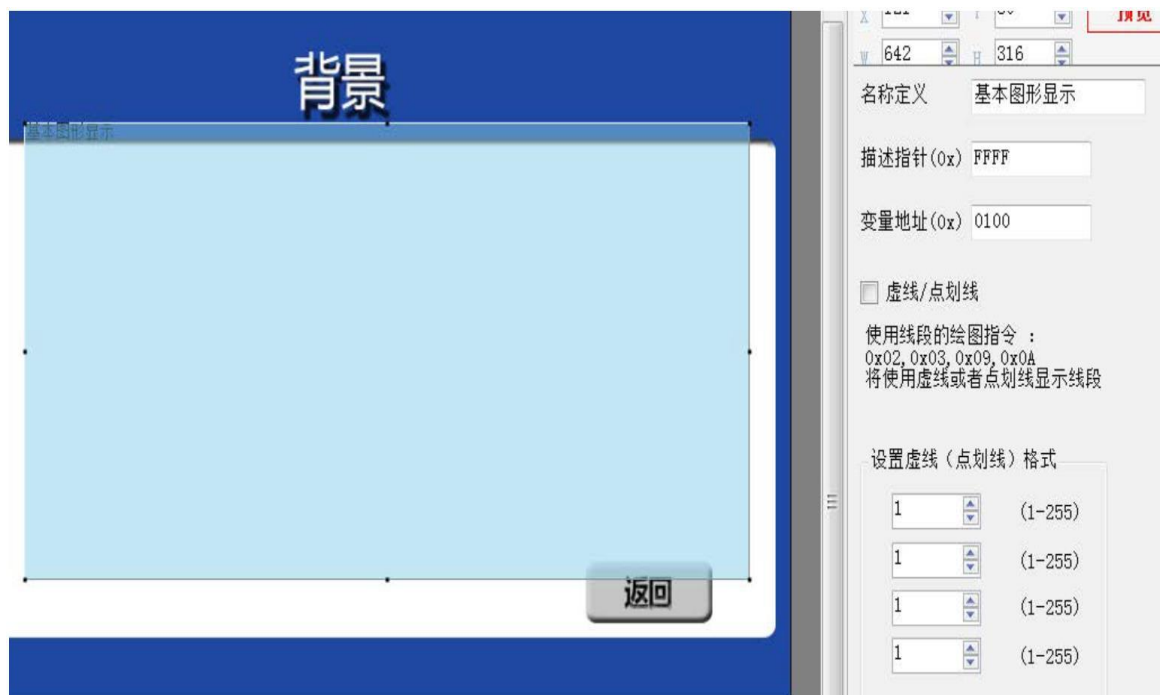 背景
基本图形显示
返回
X
预览
W 642 H 316
名称定义 基本图形显示
描述指针(0x) FFFF
变量地址(0x) 0100
虚线/点划线
使用线段的绘图指令 :
0x02,0x03,0x09,0x0A
将使用虚线或者点划线显示线段
设置虚线（点划线）格式
1 (1-255)
1 (1-255)
1 (1-255)
1 (1-255)